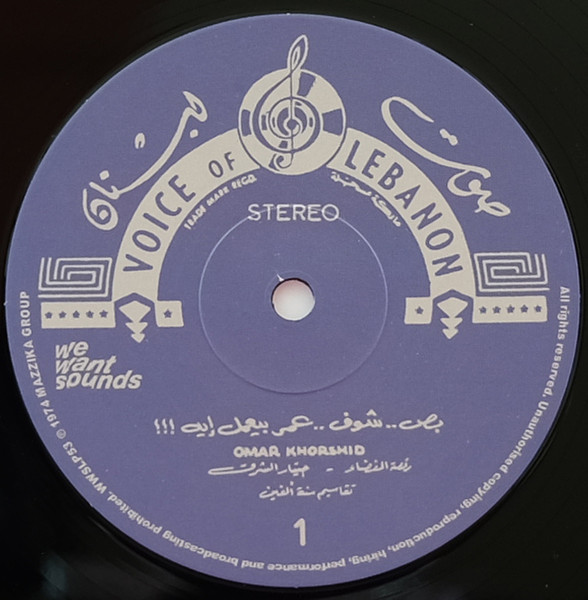 صوت لبنان
VOICE OF LEBANON
TRADE MARK REGD
ماركة مسجلة
STEREO
we
want
sounds
بص.. شوف.. عمر بيعمل إيه !!!
OMAR KHORSHID
رقصة الفضاء - جيتار الشرق
تقاسيم سنة ألفين
1
WWSLP53 © 1974 MAZZIKA GROUP
All rights reserved. Unauthorised copying, reproduction, hiring, performance and broadcasting prohibited.